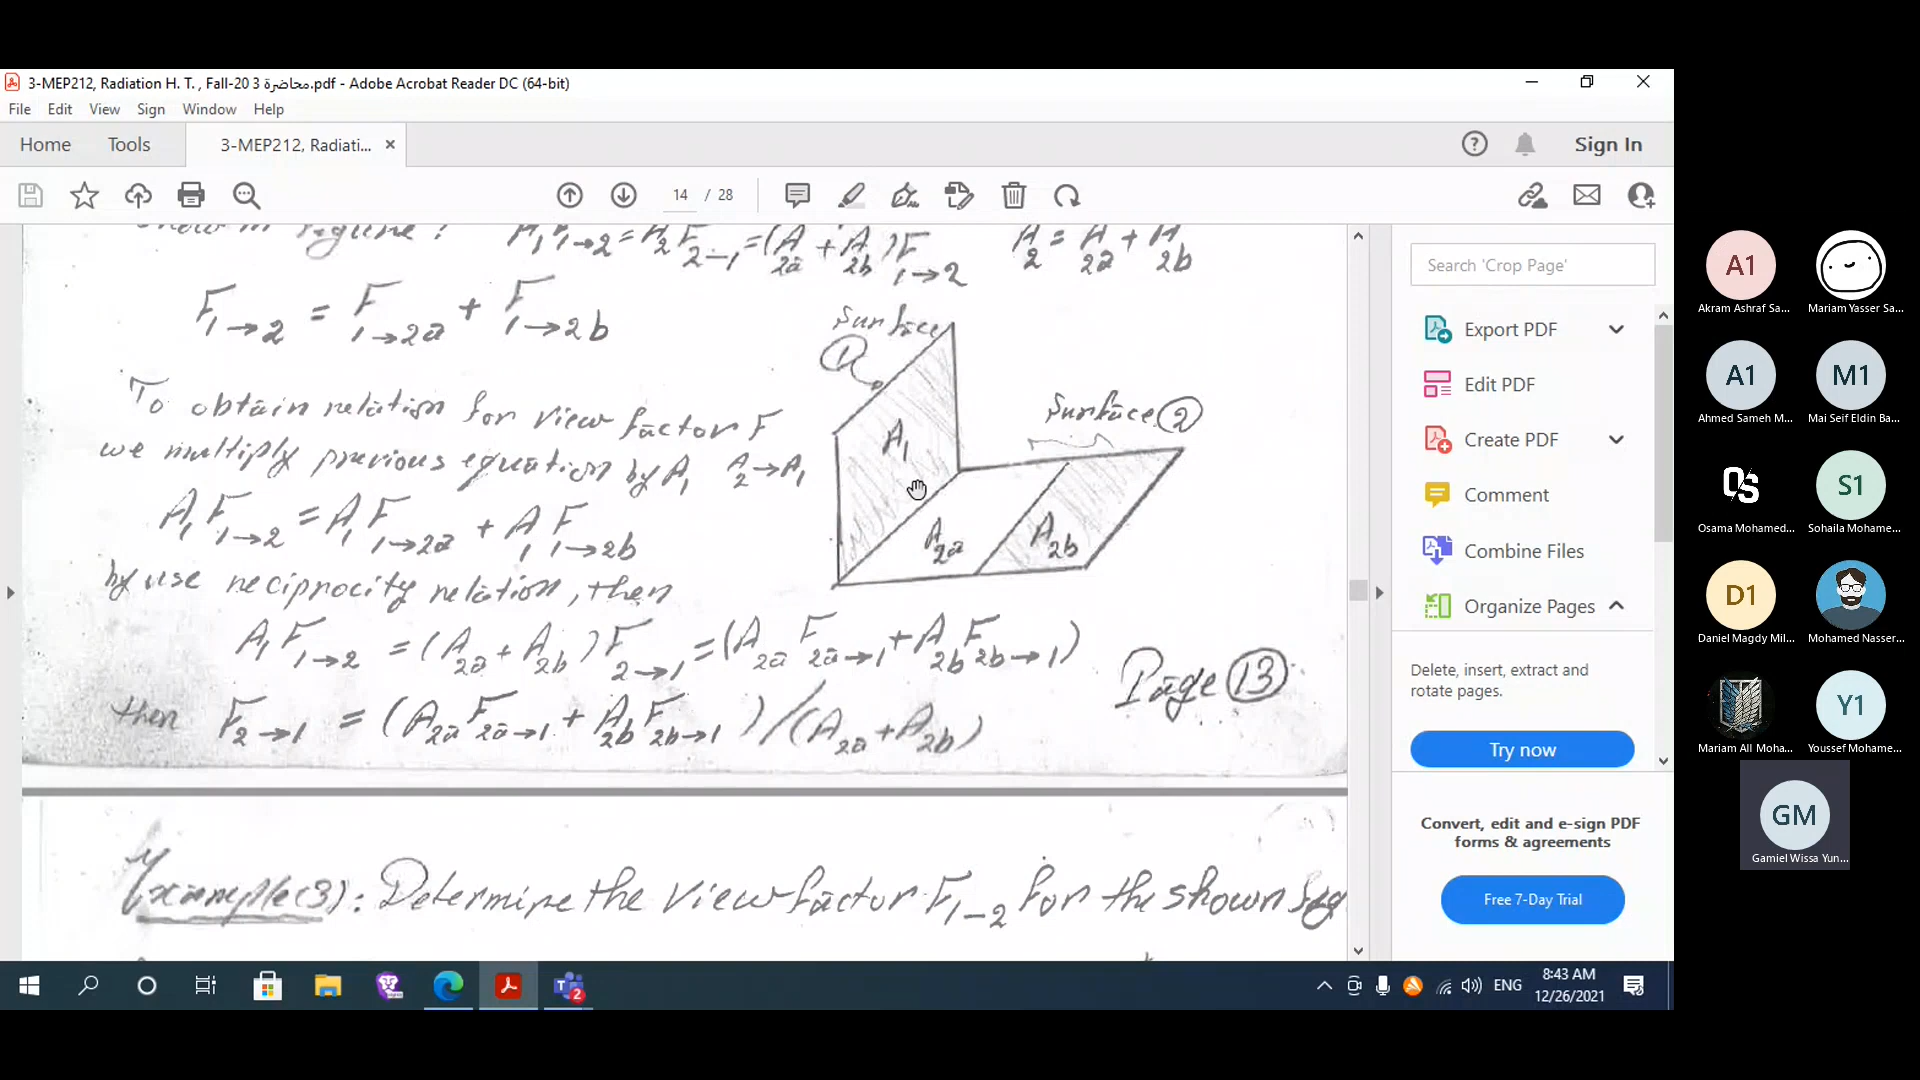 3-MEP212, Radiation H. T. , Fall-20 محاضرة 3.pdf - Adobe Acrobat Reader DC (64-bit)
File Edit View Sign Window Help
Home Tools 3-MEP212, Radiati... × Sign In
14 / 28
A₁F₁→₂ = A₂F₂₋₁ = (A₂a + A₂b)F₁→₂ A₂ = A₂a + A₂b
F₁→₂ = F₁→₂a + F₁→₂b
Surface
①
To obtain relation for view factor F
A₂→A₁
we multiply previous equation by A₁
Surface ②
A₁
A₂a
A₂b
A₁F₁→₂ = A₁F₁→₂a + A₁F₁→₂b
by use reciprocity relation, then
A₁F₁→₂ = (A₂a + A₂b)F₂→₁ = (A₂aF₂a→₁ + A₂bF₂b→₁)
Page ⑬
then F₂→₁ = (A₂aF₂a→₁ + A₂bF₂b→₁)/(A₂a + A₂b)
Example(3): Determine the view factor F₁₋₂ for the shown
Search 'Crop Page'
Export PDF
Edit PDF
Create PDF
Comment
Combine Files
Organize Pages
Delete, insert, extract and
rotate pages.
Try now
Convert, edit and e-sign PDF
forms & agreements
Free 7-Day Trial
A1
Akram Ashraf Sa...
Mariam Yasser Sa...
A1
Ahmed Sameh M...
M1
Mai Seif Eldin Ba...
OS
Osama Mohamed...
S1
Sohaila Mohame...
D1
Daniel Magdy Mil...
Mohamed Nasser...
Mariam All Moha...
Y1
Youssef Mohame...
GM
Gamiel Wissa Yun...
2
ENG
8:43 AM
12/26/2021